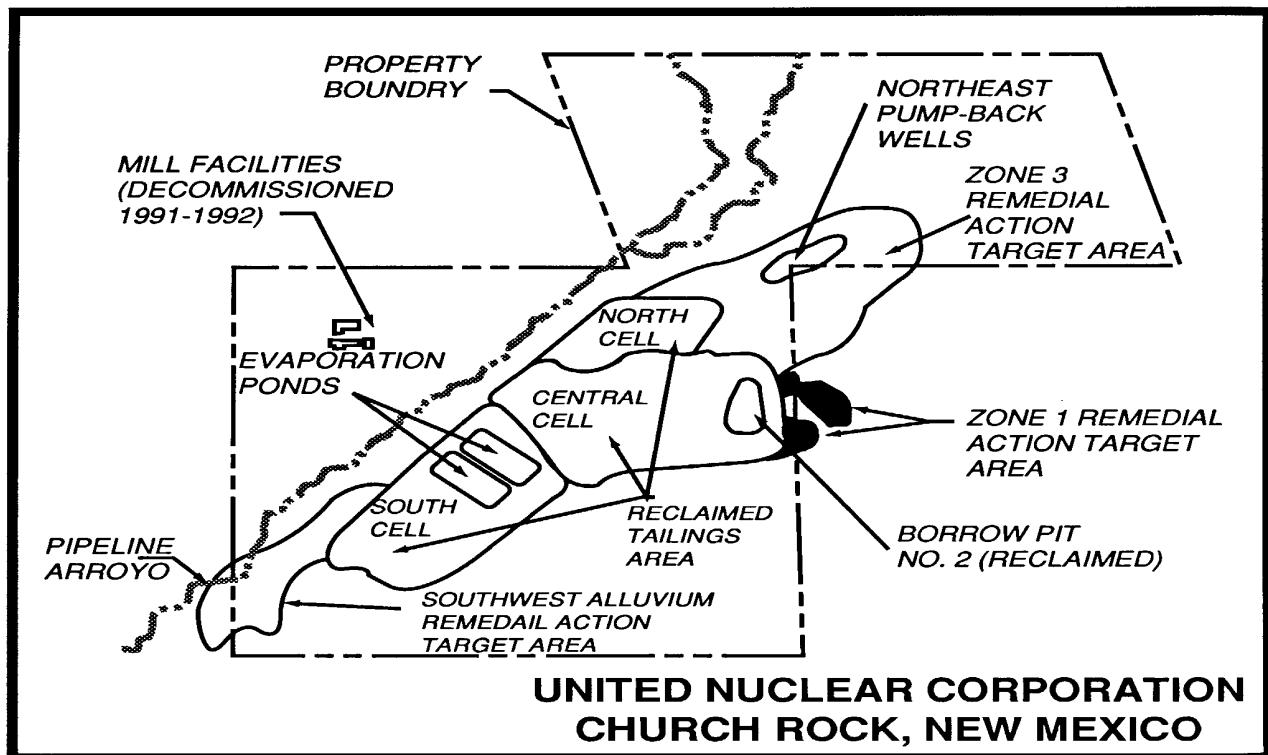 PROPERTY
BOUNDRY
NORTHEAST
PUMP-BACK
WELLS
MILL FACILITIES
(DECOMMISSIONED
1991-1992)
ZONE 3
REMEDIAL
ACTION
TARGET AREA
NORTH
CELL
EVAPORATION
PONDS
CENTRAL
CELL
ZONE 1 REMEDIAL
ACTION TARGET
AREA
SOUTH
CELL
RECLAIMED
TAILINGS
AREA
BORROW PIT
NO. 2 (RECLAIMED)
PIPELINE
ARROYO
SOUTHWEST ALLUVIUM
REMEDAIL ACTION
TARGET AREA
UNITED NUCLEAR CORPORATION
CHURCH ROCK, NEW MEXICO